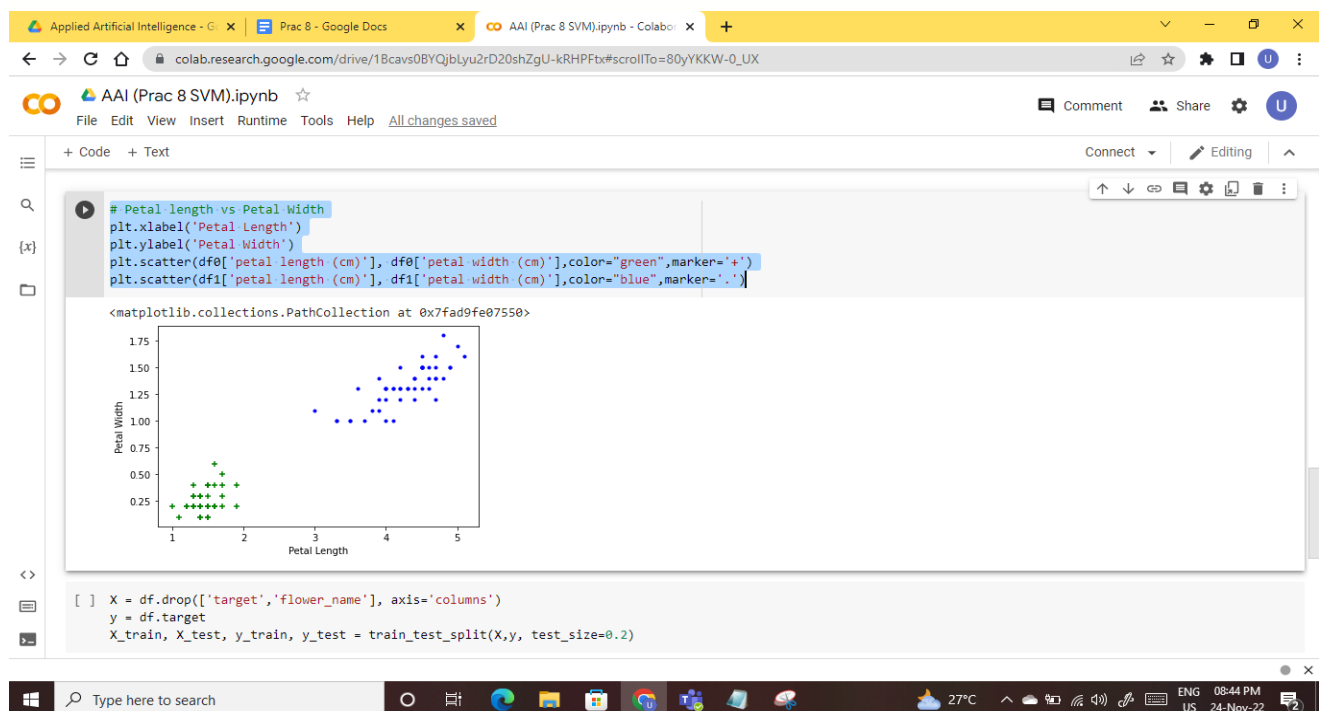 Applied Artificial Intelligence - G
Prac 8 - Google Docs
AAI (Prac 8 SVM).ipynb - Colabor
colab.research.google.com/drive/1Bcavs0BYQjbLyu2rD20shZgU-kRHPFtx#scrollTo=80yYKKW-0_UX
U
AAI (Prac 8 SVM).ipynb
Comment
Share
U
File Edit View Insert Runtime Tools Help All changes saved
+ Code + Text
Connect
Editing
{x}
# Petal length vs Petal Width
plt.xlabel('Petal Length')
plt.ylabel('Petal Width')
plt.scatter(df0['petal length (cm)'], df0['petal width (cm)'],color="green",marker='+')
plt.scatter(df1['petal length (cm)'], df1['petal width (cm)'],color="blue",marker='.')
<matplotlib.collections.PathCollection at 0x7fad9fe07550>
1.75
1.50
1.25
1.00
0.75
0.50
0.25
Petal Width
1 2 3 4 5
Petal Length
[ ] X = df.drop(['target','flower_name'], axis='columns')
y = df.target
X_train, X_test, y_train, y_test = train_test_split(X,y, test_size=0.2)
Type here to search
27°C
ENG
US
08:44 PM
24-Nov-22
2